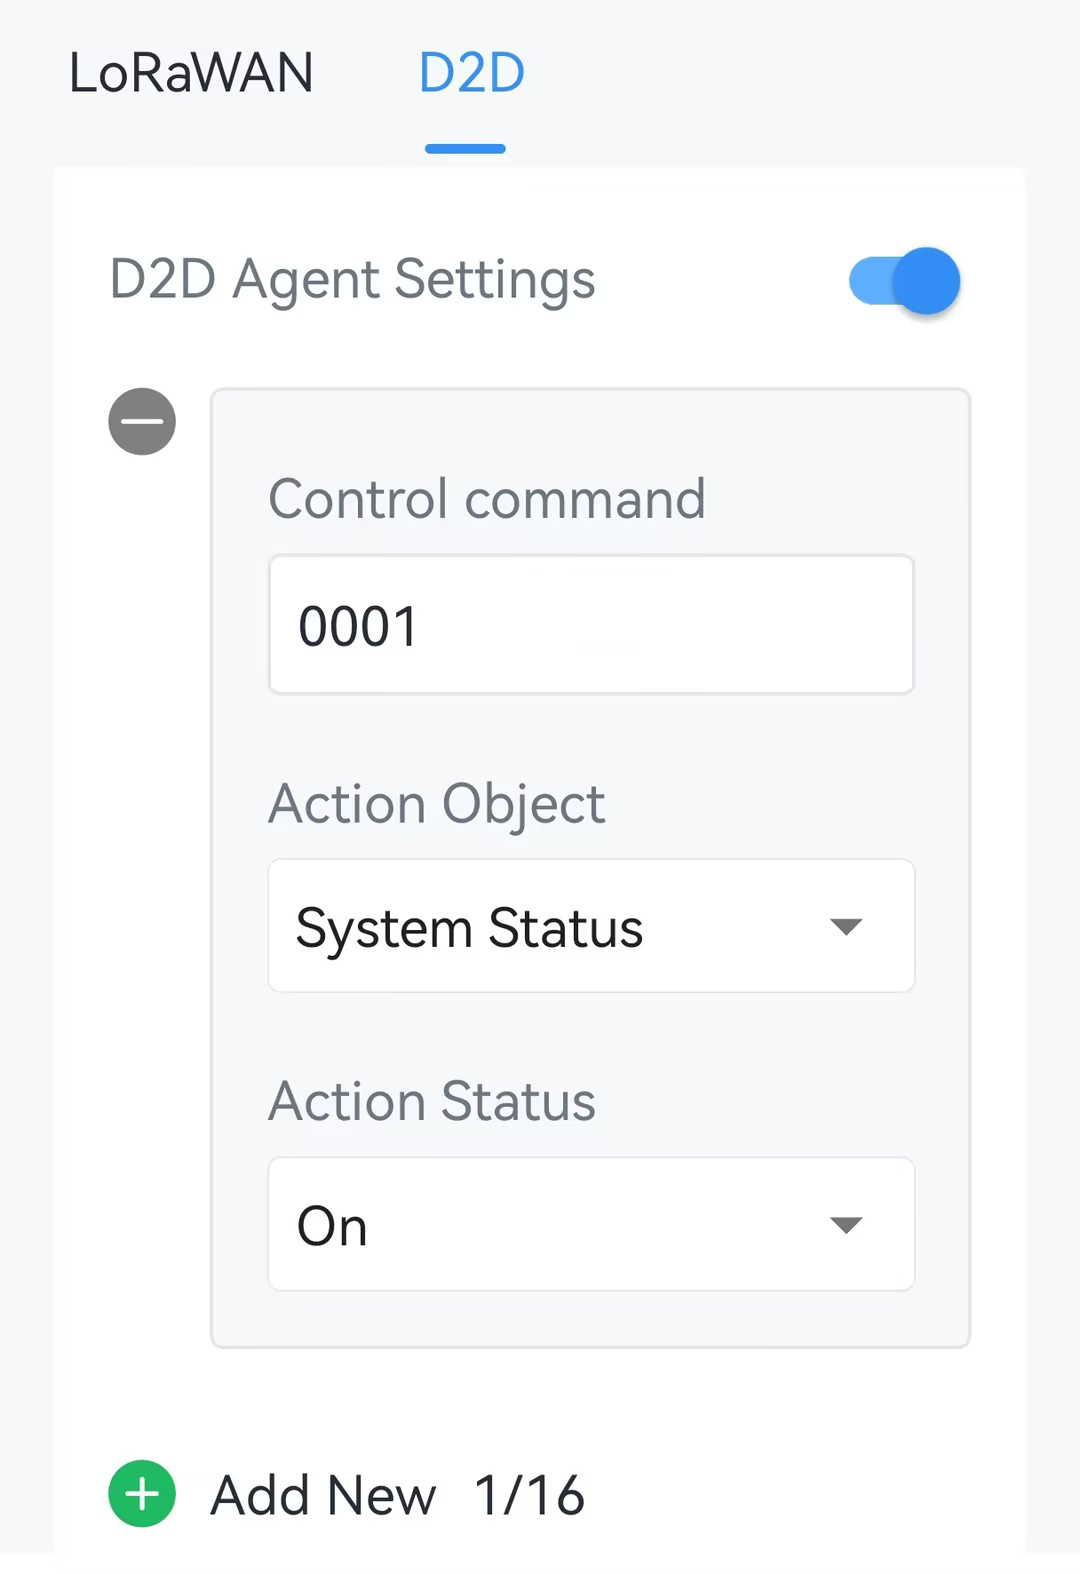 LoRaWAN D2D
D2D Agent Settings
Control command
0001
Action Object
System Status
Action Status
On
Add New 1/16